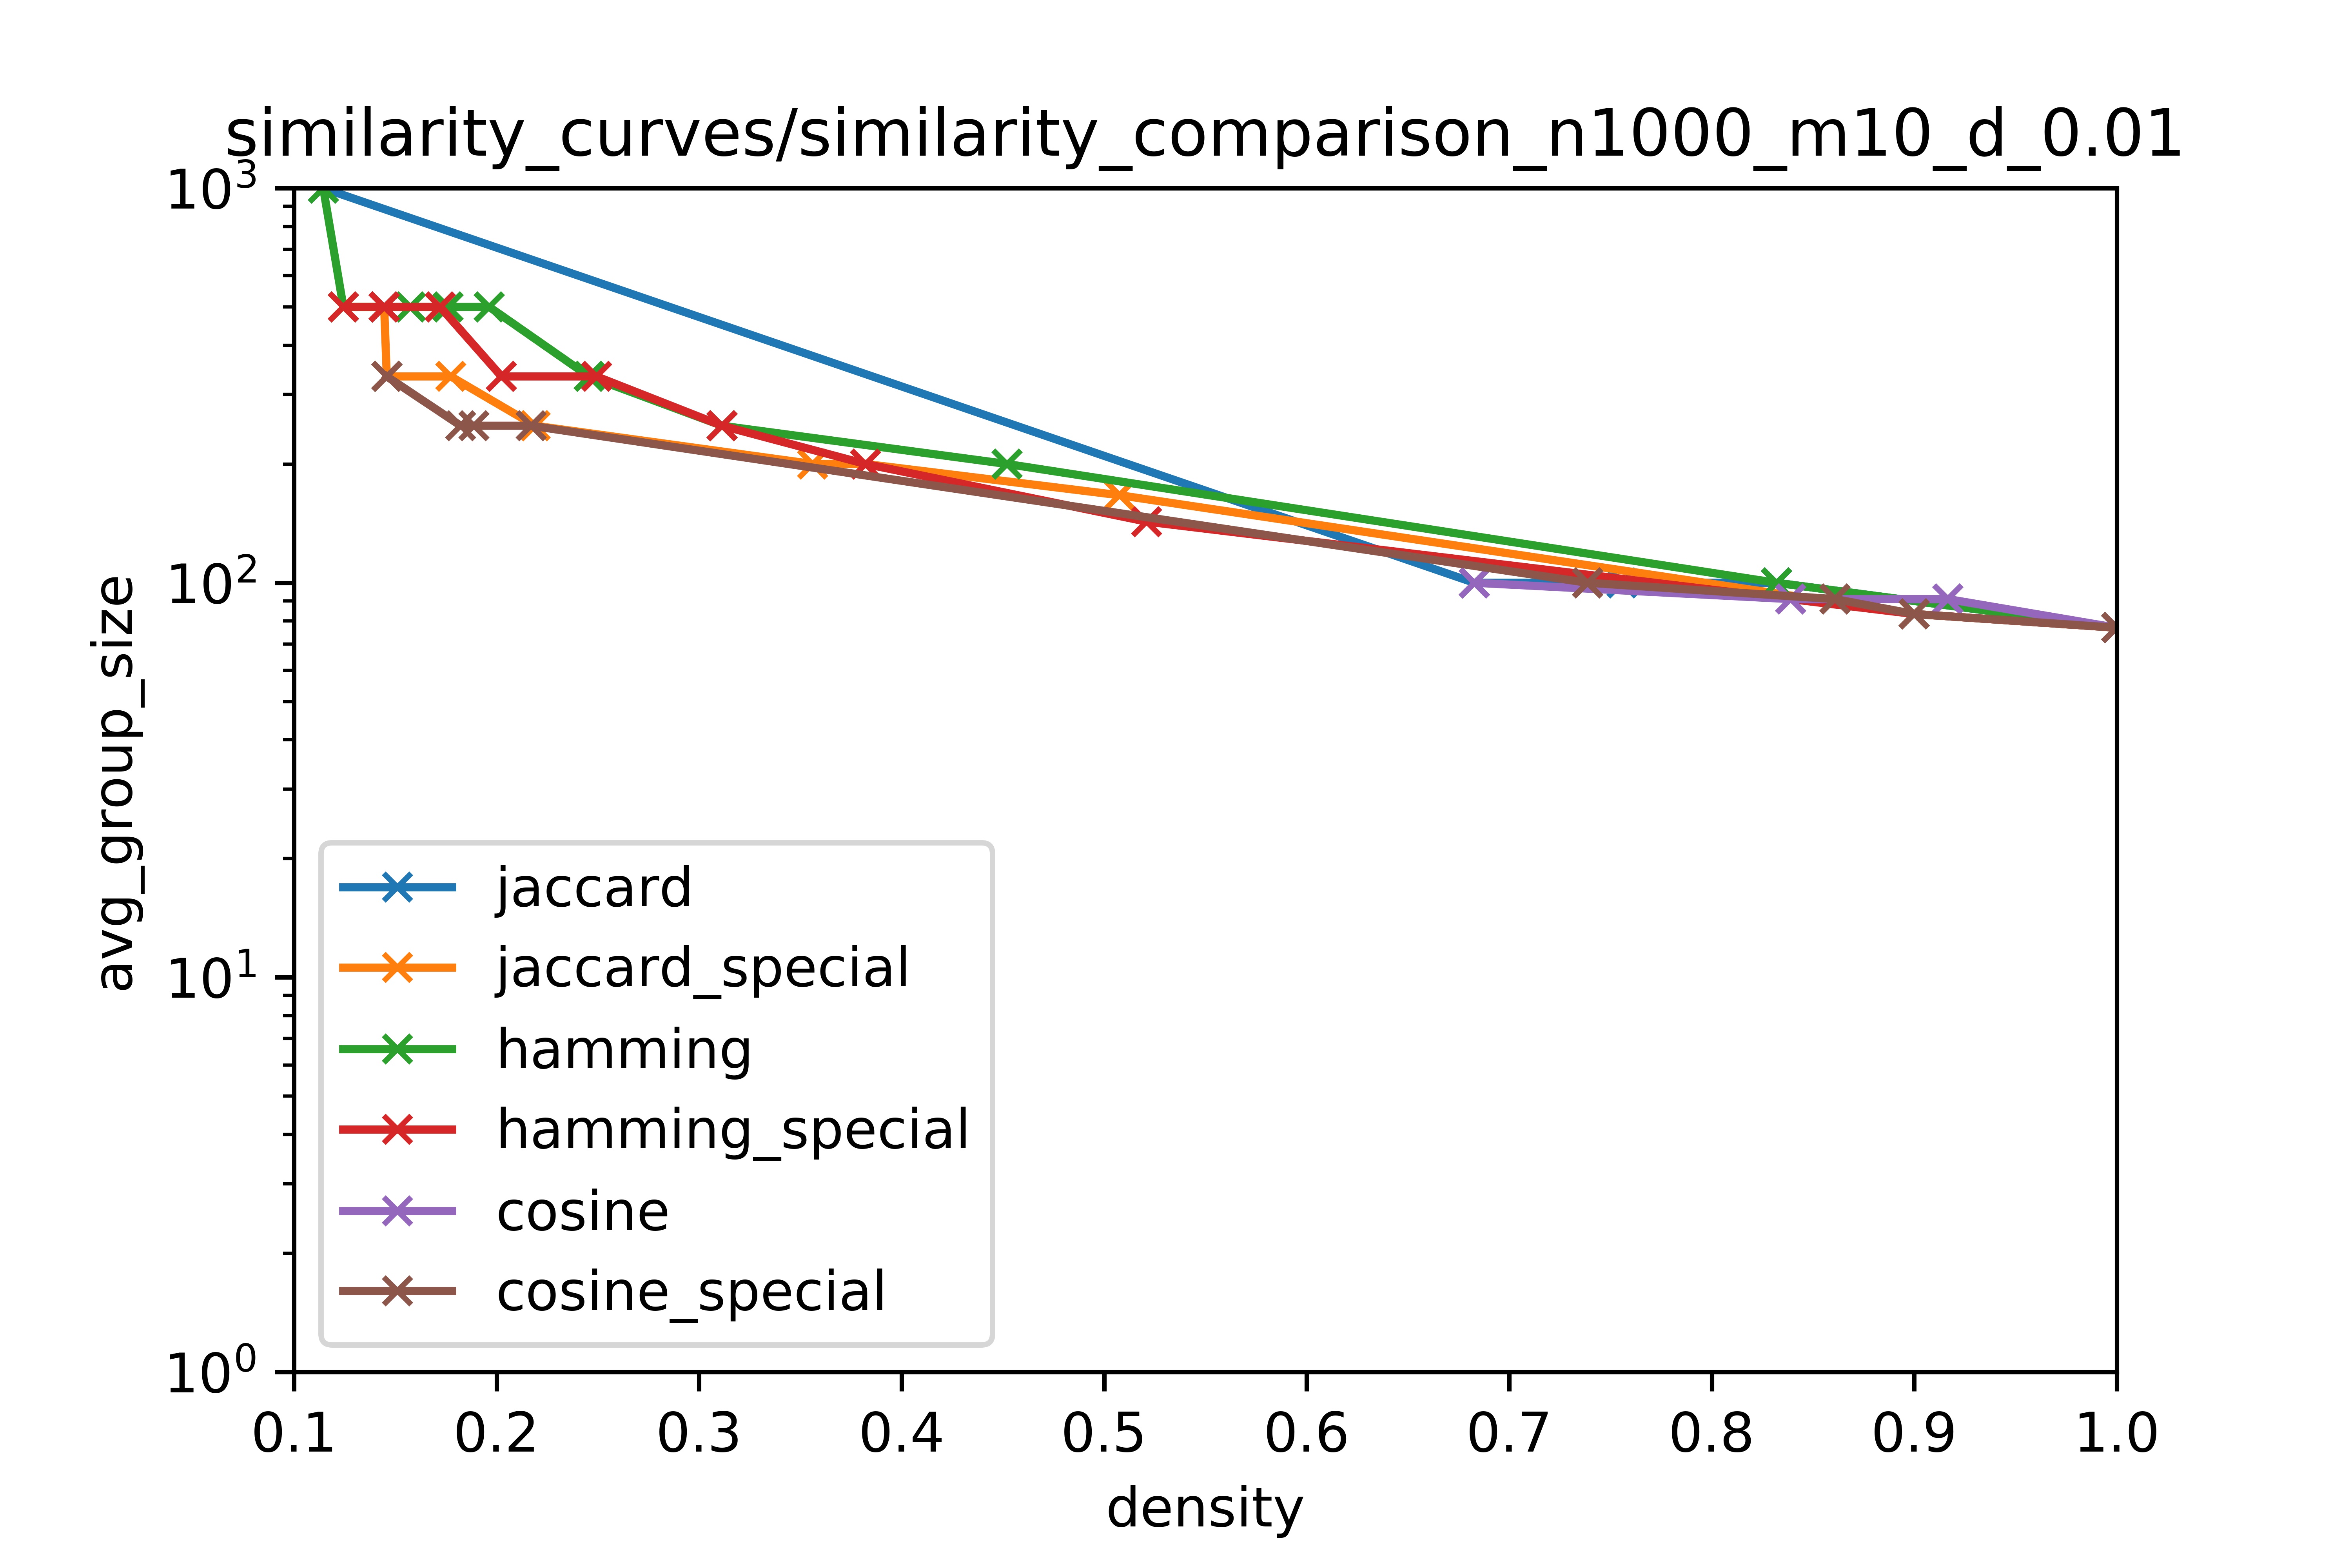 similarity_curves/similarity_comparison_n1000_m10_d_0.01
10³
10²
10¹
10⁰
avg_group_size
jaccard
jaccard_special
hamming
hamming_special
cosine
cosine_special
0.1 0.2 0.3 0.4 0.5 0.6 0.7 0.8 0.9 1.0
density